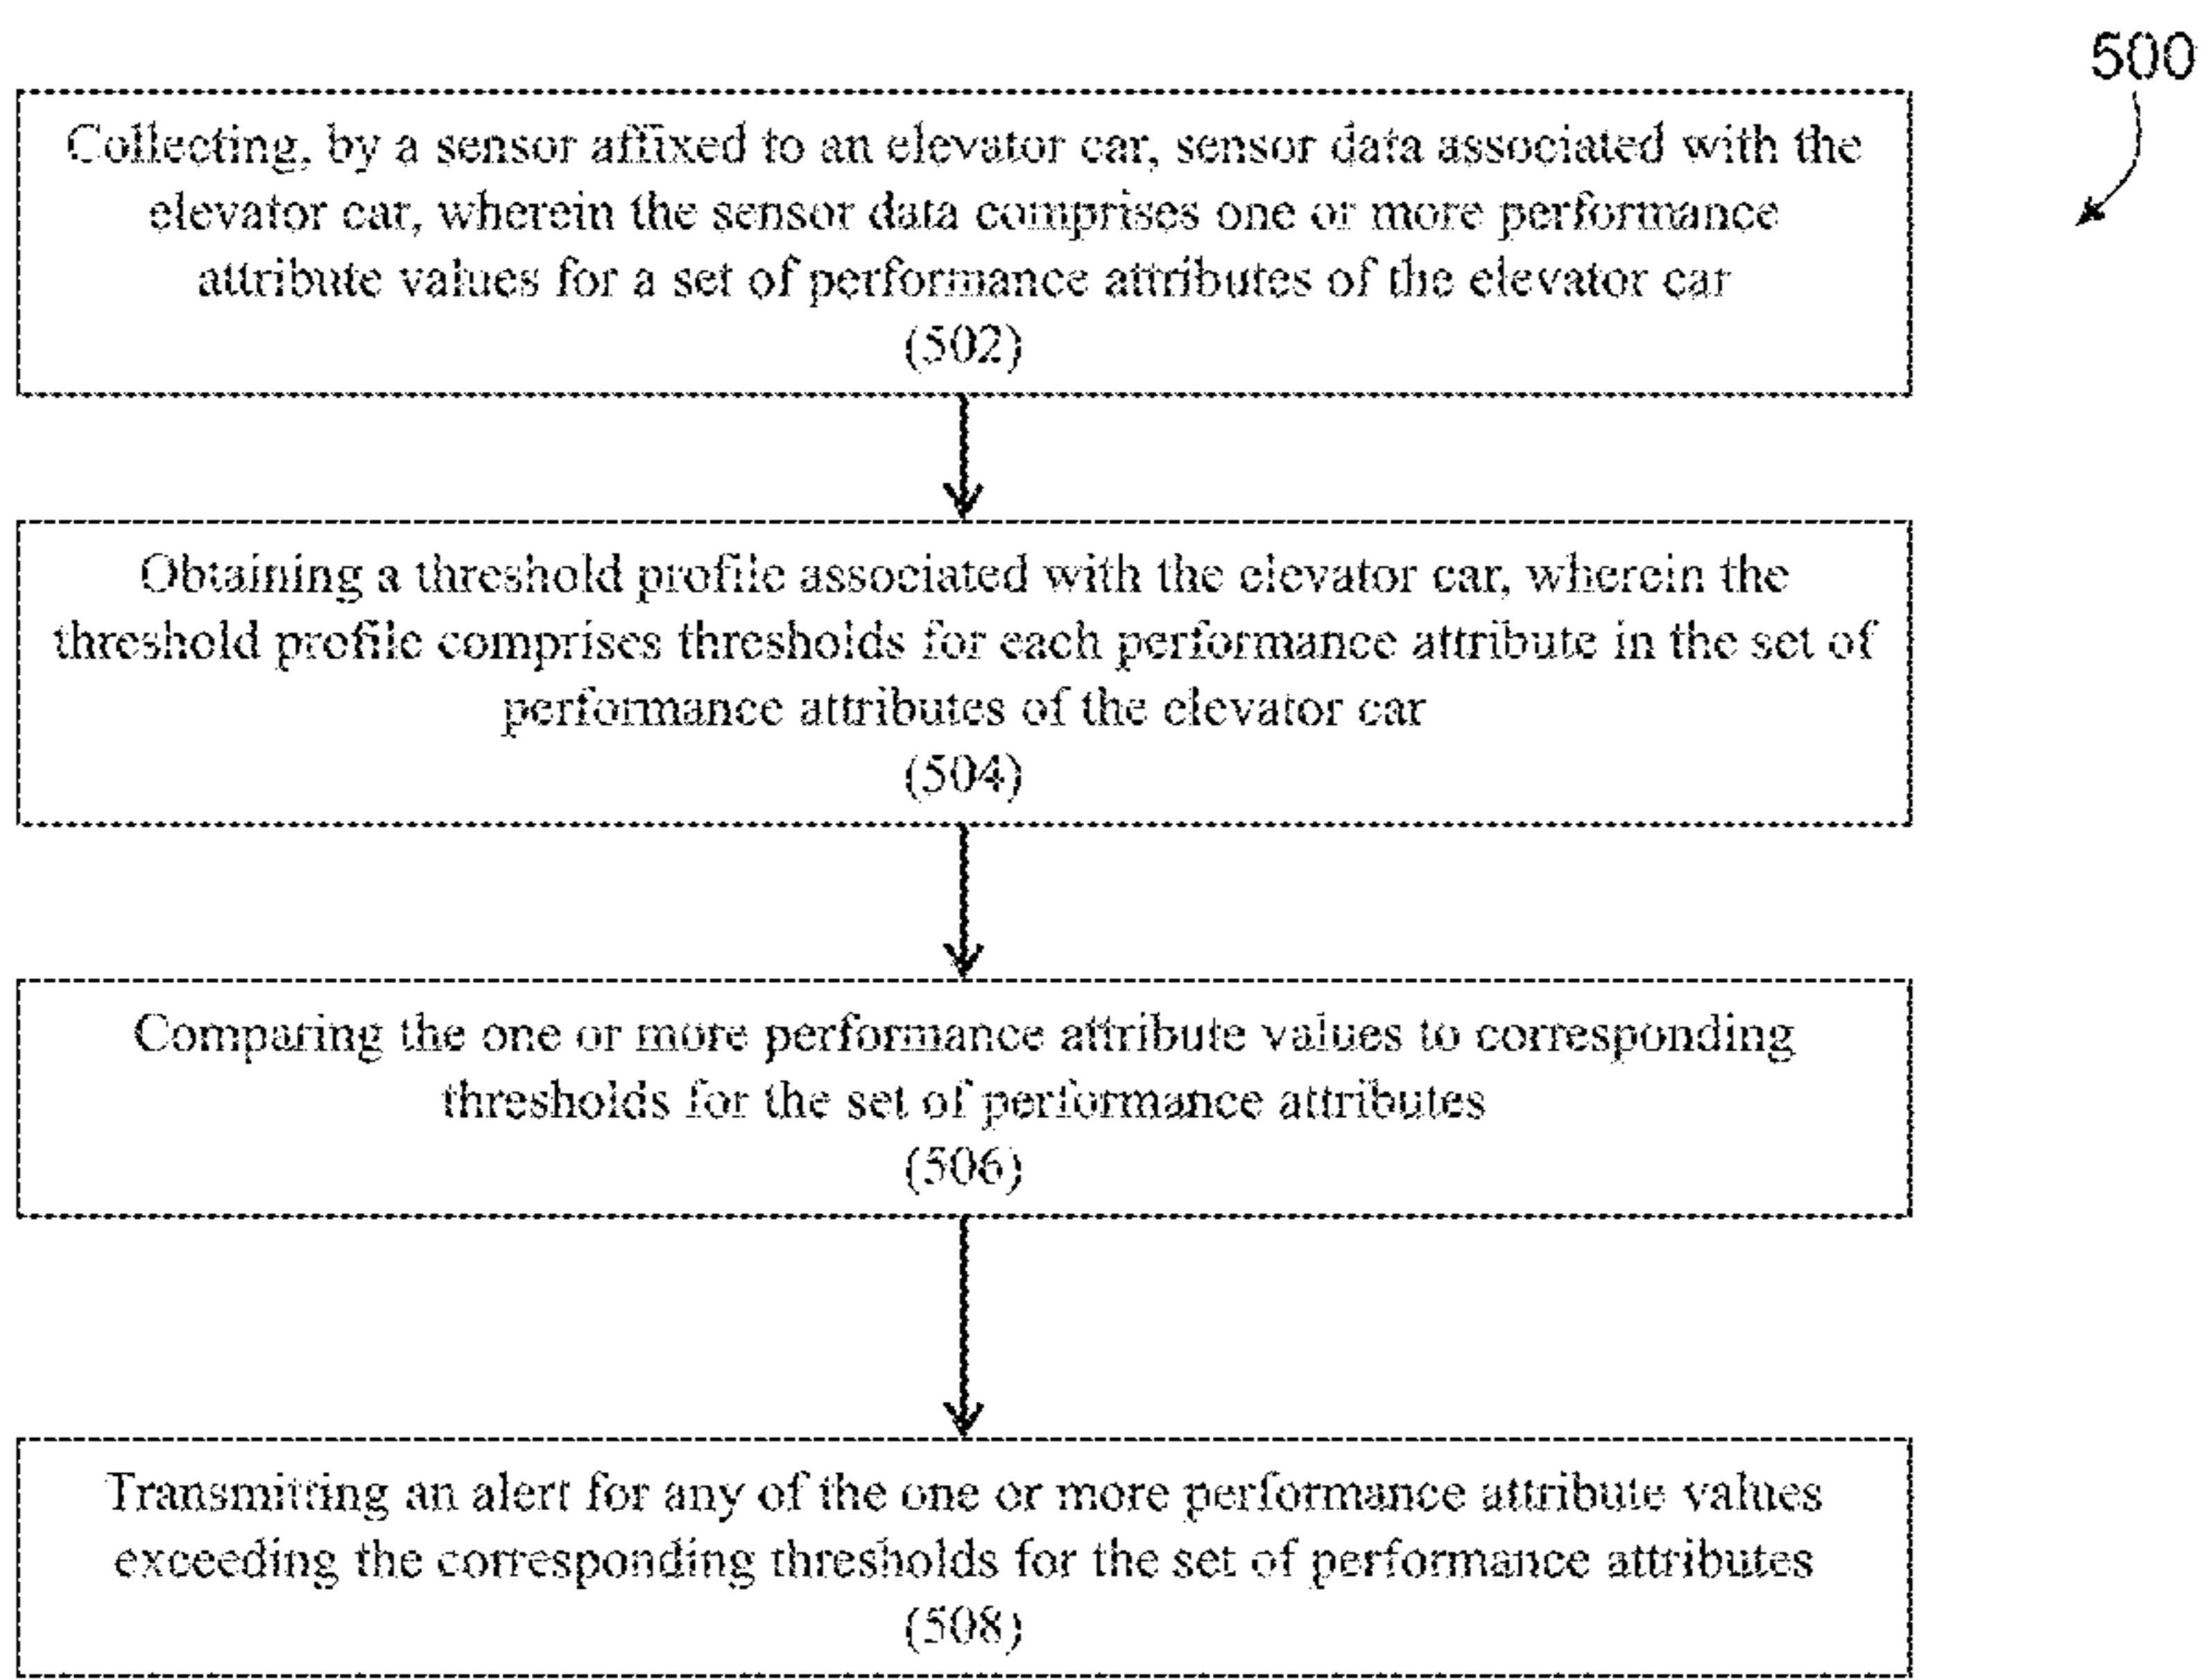 500
Collecting, by a sensor affixed to an elevator car, sensor data associated with the
elevator car, wherein the sensor data comprises one or more performance
attribute values for a set of performance attributes of the elevator car
(502)
Obtaining a threshold profile associated with the elevator car, wherein the
threshold profile comprises thresholds for each performance attribute in the set of
performance attributes of the elevator car
(504)
Comparing the one or more performance attribute values to corresponding
thresholds for the set of performance attributes
(506)
Transmitting an alert for any of the one or more performance attribute values
exceeding the corresponding thresholds for the set of performance attributes
(508)